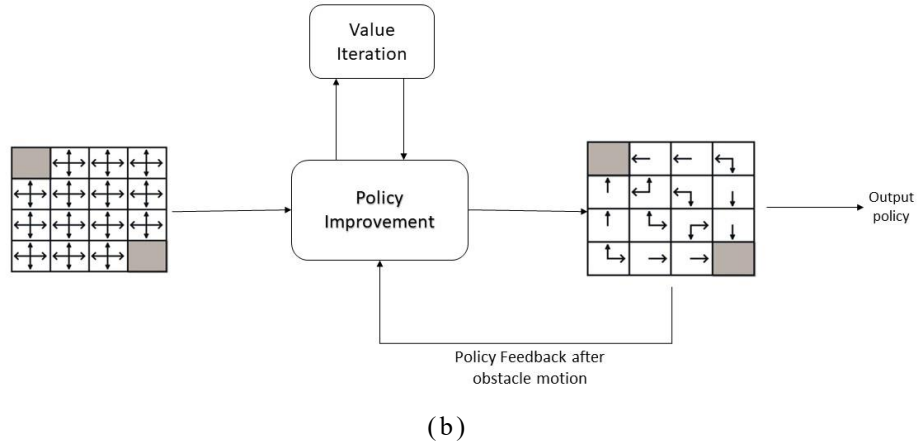 Value
Iteration
Policy
Improvement
Output
policy
Policy Feedback after
obstacle motion
(b)